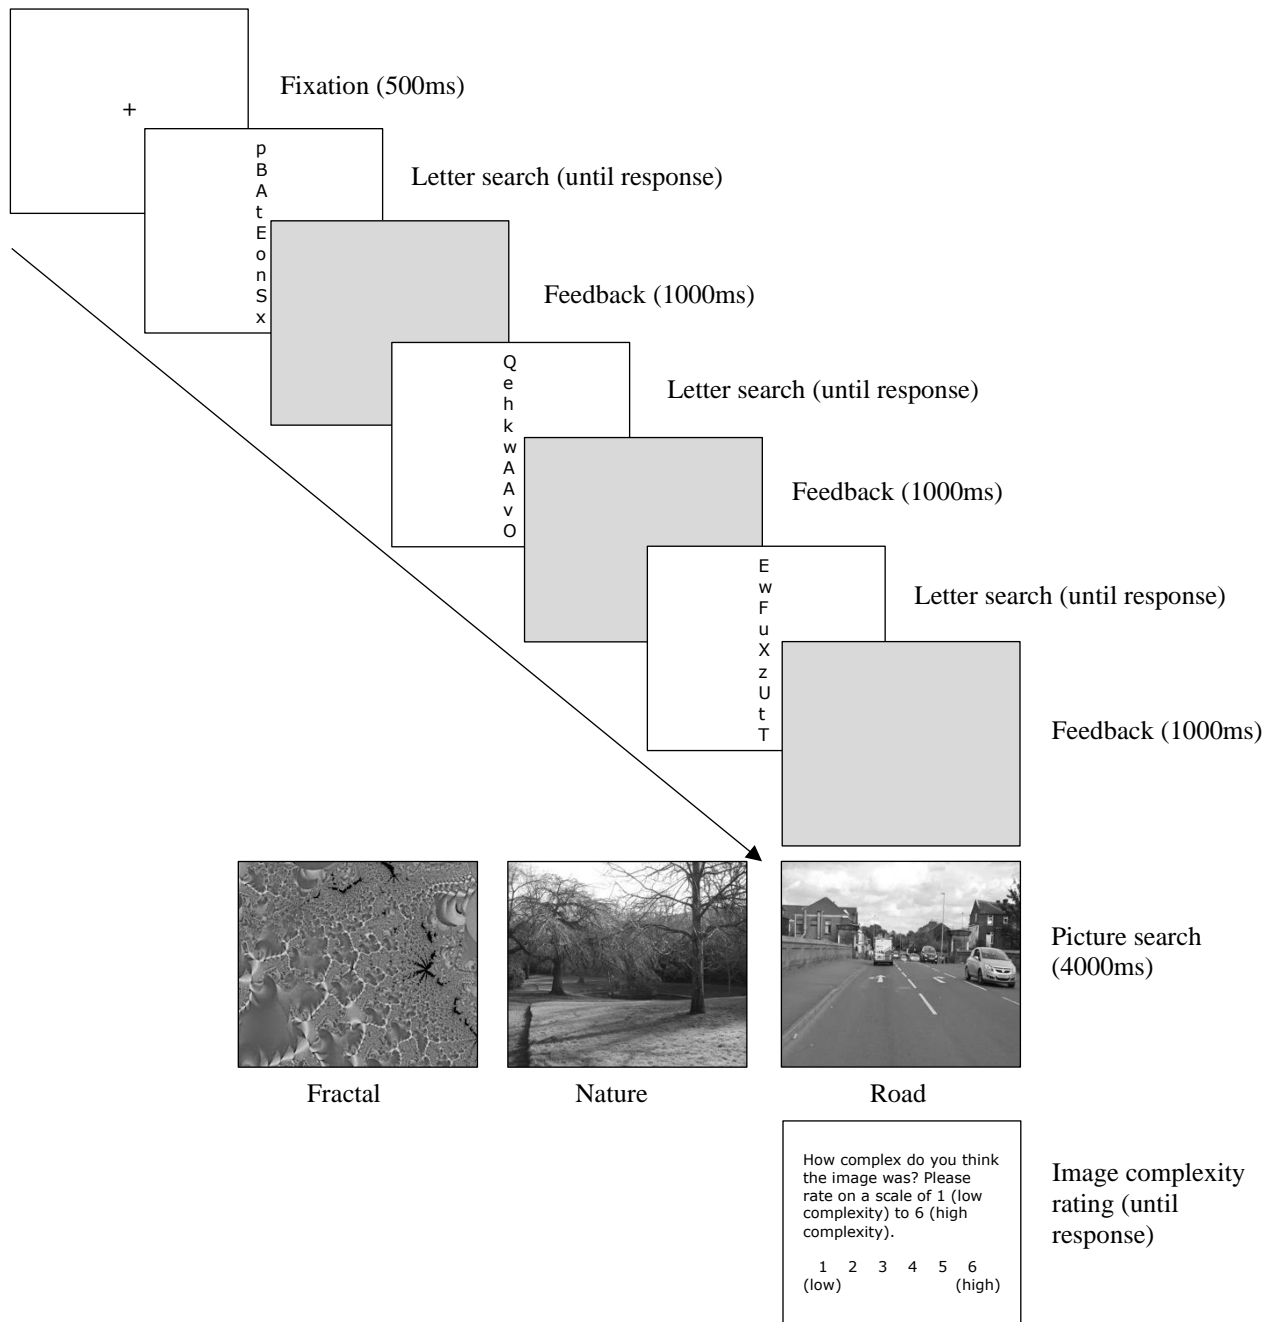 Fixation (500ms)
+
p
B
A
t
E
o
n
S
x
Letter search (until response)
Feedback (1000ms)
Q
e
h
k
w
A
A
v
O
Letter search (until response)
Feedback (1000ms)
E
w
F
u
X
z
U
t
T
Letter search (until response)
Feedback (1000ms)
Picture search
(4000ms)
Fractal
Nature
Road
How complex do you think
the image was? Please
rate on a scale of 1 (low
complexity) to 6 (high
complexity).
1 2 3 4 5 6
(low) (high)
Image complexity
rating (until
response)